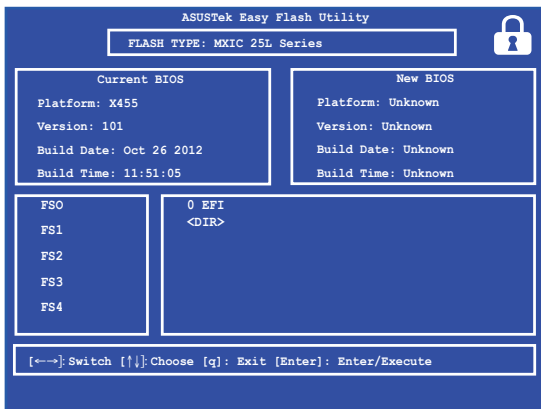 ASUSTek Easy Flash Utility
FLASH TYPE: MXIC 25L Series
Current BIOS
Platform: X455
Version: 101
Build Date: Oct 26 2012
Build Time: 11:51:05
New BIOS
Platform: Unknown
Version: Unknown
Build Date: Unknown
Build Time: Unknown
FSO
FS1
FS2
FS3
FS4
0 EFI
<DIR>
[←→]: Switch [↑↓]: Choose [q]: Exit [Enter]: Enter/Execute